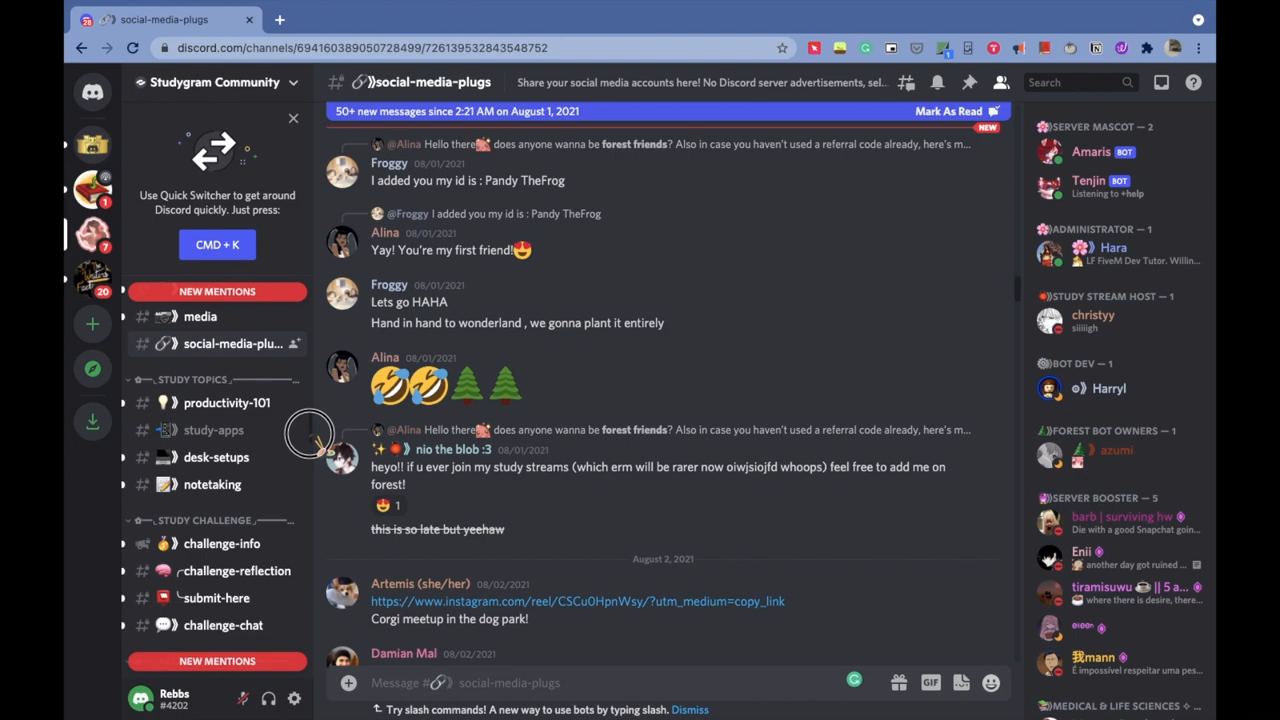 28 social-media-plugs
discord.com/channels/694160389050728499/726139532843548752
1
Studygram Community
social-media-plugs
Share your social media accounts here! No Discord server advertisements, sel...
Search
50+ new messages since 2:21 AM on August 1, 2021
Mark As Read
NEW
1
7
20
Use Quick Switcher to get around
Discord quickly. Just press:
CMD + K
NEW MENTIONS
media
social-media-plu...
STUDY TOPICS
productivity-101
study-apps
desk-setups
notetaking
STUDY CHALLENGE
challenge-info
challenge-reflection
submit-here
challenge-chat
NEW MENTIONS
Rebbs
#4202
@Alina Hello there does anyone wanna be forest friends? Also in case you haven't used a referral code already, here's m...
Froggy 08/01/2021
I added you my id is : Pandy TheFrog
@Froggy I added you my id is : Pandy TheFrog
Alina 08/01/2021
Yay! You're my first friend!😍
Froggy 08/01/2021
Lets go HAHA
Hand in hand to wonderland , we gonna plant it entirely
Alina 08/01/2021
🤣🤣🌲🌲
@Alina Hello there does anyone wanna be forest friends? Also in case you haven't used a referral code already, here's m...
nio the blob :3 08/01/2021
heyo!! if u ever join my study streams (which erm will be rarer now oiwjsiojfd whoops) feel free to add me on
forest!
😍 1
this is so late but yeehaw
August 2, 2021
Artemis (she/her) 08/02/2021
https://www.instagram.com/reel/CSCu0HpnWsy/?utm_medium=copy_link
Corgi meetup in the dog park!
Damian Mal 08/02/2021
Message # social-media-plugs
GIF
Try slash commands! A new way to use bots by typing slash. Dismiss
SERVER MASCOT — 2
Amaris BOT
Tenjin BOT
Listening to +help
ADMINISTRATOR — 1
Hara
LF FiveM Dev Tutor. Willin...
STUDY STREAM HOST — 1
christyy
siiiiigh
BOT DEV — 1
Harryl
FOREST BOT OWNERS — 1
azumi
SERVER BOOSTER — 5
barb | surviving hw
Die with a good Snapchat goin...
Enii
another day got ruined ...
tiramisuwu ☕ || 5 a...
where there is desire, there...
我mann
É impossível respeitar uma pes...
MEDICAL & LIFE SCIENCES